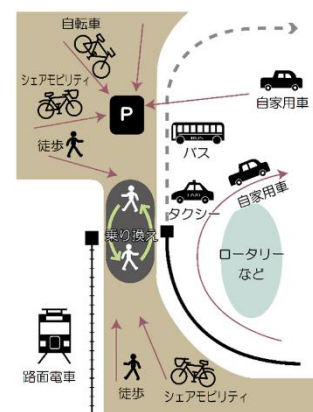 自転車
シェアモビリティ
P
自家用車
徒歩
バス
BUS
TAXI
タクシー
自家用車
乗り換え
ロータリー
など
路面電車
徒歩
シェアモビリティ